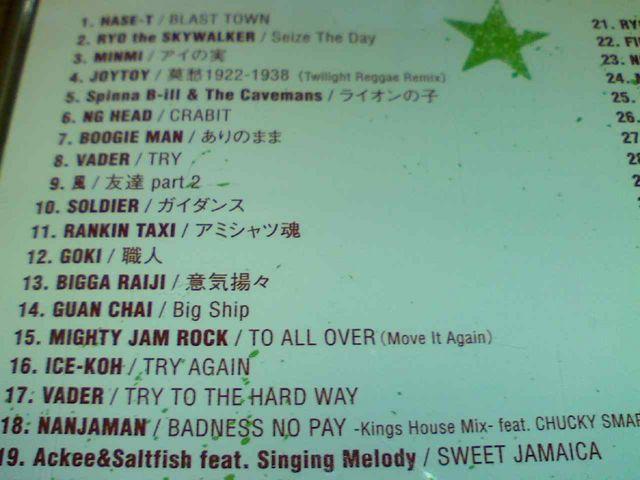 1. NASE-T / BLAST TOWN
2. RYO the SKYWALKER / Seize The Day
3. MINMI / アイの実
4. JOYTOY / 莫愁1922-1938 (Twilight Reggae Remix)
5. Spinna B-ill & The Cavemans / ライオンの子
6. NG HEAD / CRABIT
7. BOOGIE MAN / ありのまま
8. VADER / TRY
9. 風 / 友達 part.2
10. SOLDIER / ガイダンス
11. RANKIN TAXI / アミシャツ魂
12. GOKI / 職人
13. BIGGA RAIJI / 意気揚々
14. GUAN CHAI / Big Ship
15. MIGHTY JAM ROCK / TO ALL OVER (Move It Again)
16. ICE-KOH / TRY AGAIN
17. VADER / TRY TO THE HARD WAY
18: NANJAMAN / BADNESS NO PAY -Kings House Mix- feat. CHUCKY SMAR
19. Ackee&Saltfish feat. Singing Melody / SWEET JAMAICA
21. RYO
22. FI
23. N
24. J
25.
26.
27
28